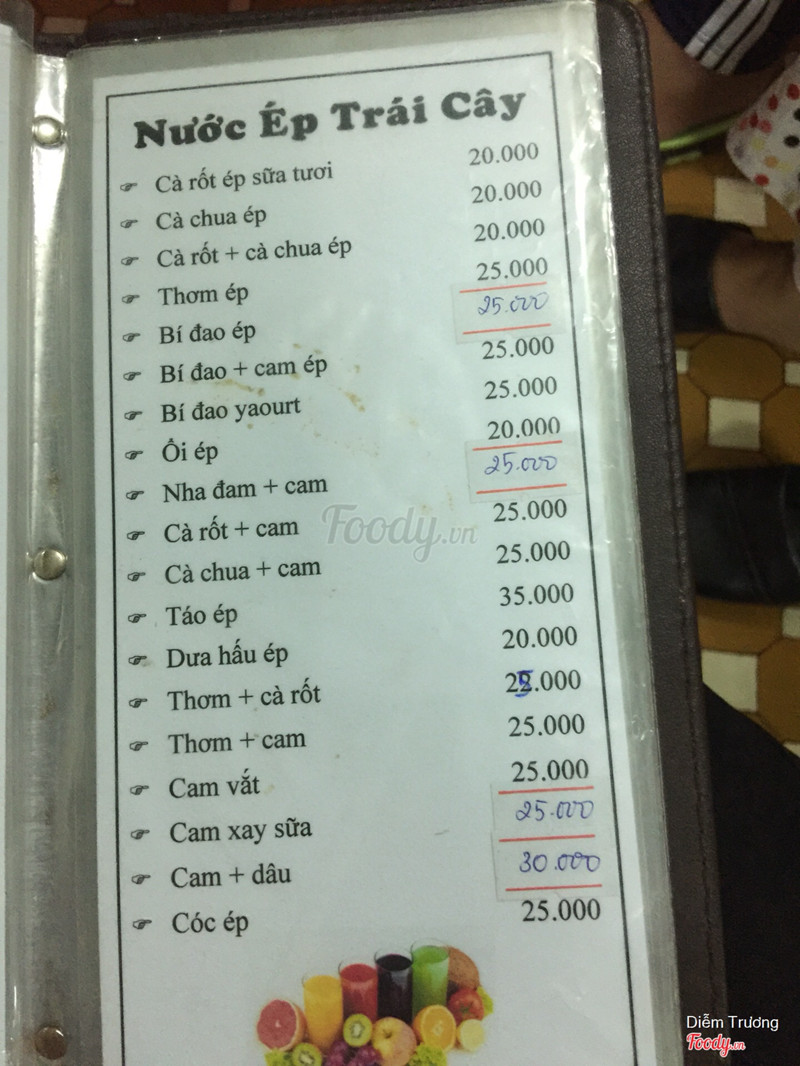 Nước Ép Trái Cây
☞ Cà rốt ép sữa tươi 20.000
☞ Cà chua ép 20.000
☞ Cà rốt + cà chua ép 20.000
☞ Thơm ép 25.000
☞ Bí đao ép 25.000
☞ Bí đao + cam ép 25.000
☞ Bí đao yaourt 25.000
☞ Ổi ép 20.000
☞ Nha đam + cam 25.000
☞ Cà rốt + cam 25.000
☞ Cà chua + cam 25.000
☞ Táo ép 35.000
☞ Dưa hấu ép 20.000
☞ Thơm + cà rốt 25.000
☞ Thơm + cam 25.000
☞ Cam vắt 25.000
☞ Cam xay sữa 25.000
☞ Cam + dâu 30.000
☞ Cóc ép 25.000
Foody.vn
Diễm Trương
Foody.vn